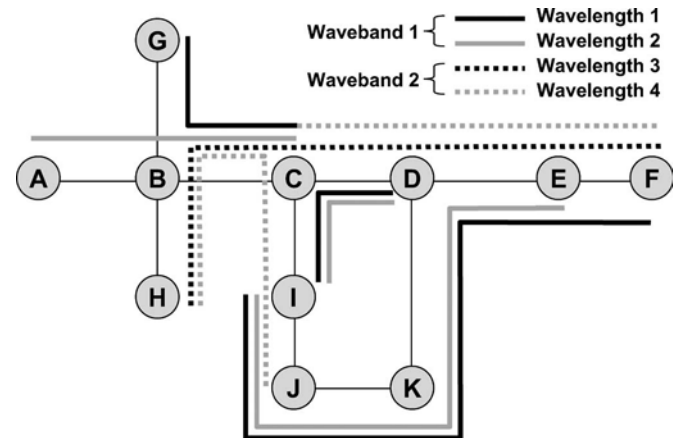 G
Waveband 1
Wavelength 1
Wavelength 2
Waveband 2
Wavelength 3
Wavelength 4
A B C D E F
H I
J K